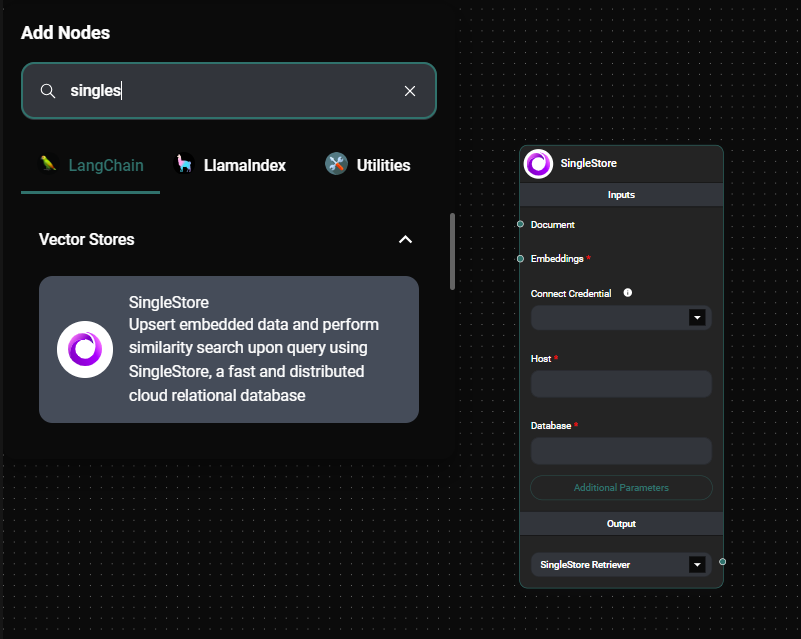 Add Nodes
singles
LangChain
LlamaIndex
Utilities
Vector Stores
SingleStore
Upsert embedded data and perform
similarity search upon query using
SingleStore, a fast and distributed
cloud relational database
SingleStore
Inputs
Document
Embeddings *
Connect Credential
Host *
Database *
Additional Parameters
Output
SingleStore Retriever